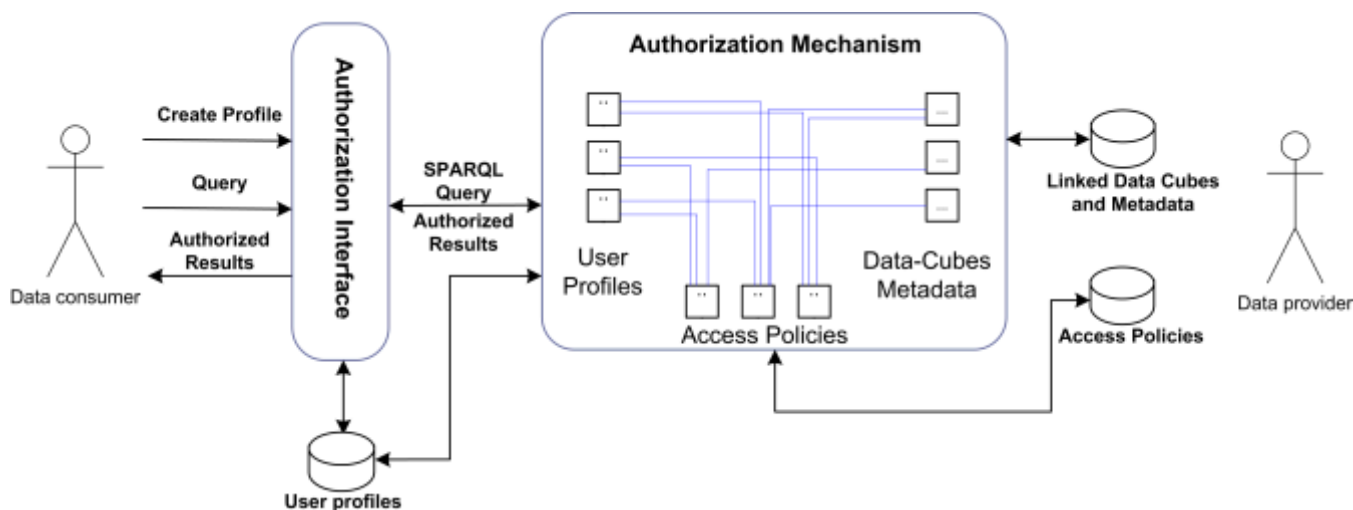 Authorization Mechanism
Authorization Interface
Create Profile
Query
Authorized
Results
Data consumer
SPARQL
Query
Authorized
Results
User
Profiles
Data-Cubes
Metadata
Access Policies
Linked Data Cubes
and Metadata
Data provider
Access Policies
User profiles